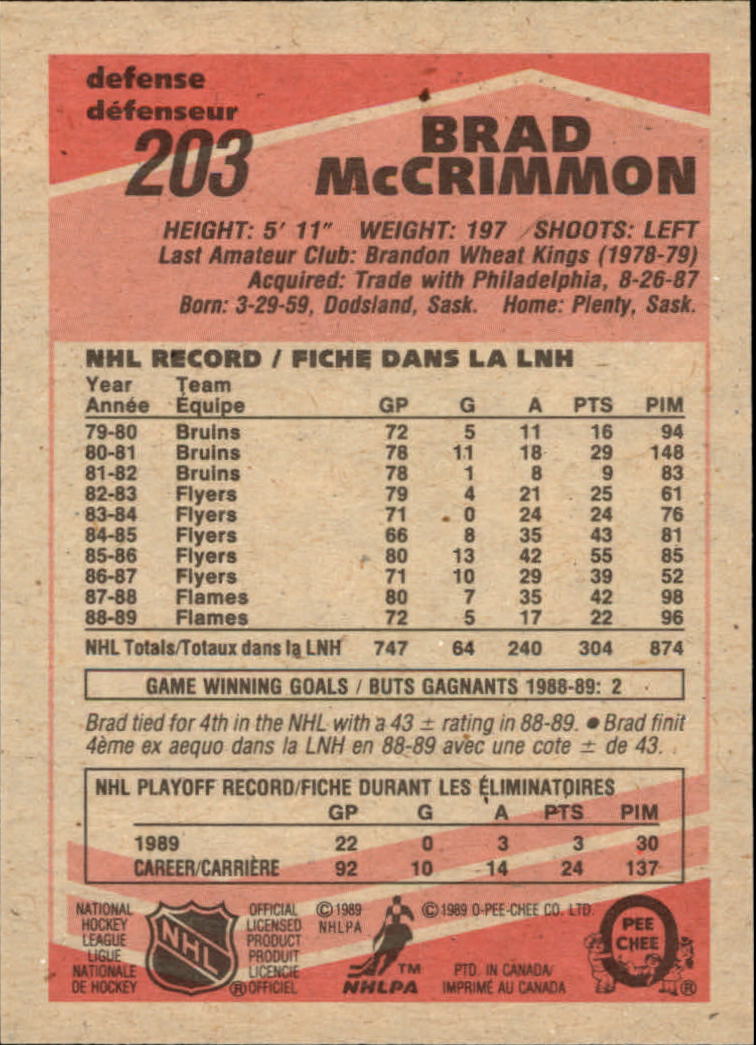 defense
défenseur
203
BRAD
McCRIMMON
HEIGHT: 5' 11" WEIGHT: 197 SHOOTS: LEFT
Last Amateur Club: Brandon Wheat Kings (1978-79)
Acquired: Trade with Philadelphia, 8-26-87
Born: 3-29-59, Dodsland, Sask. Home: Plenty, Sask.
NHL RECORD / FICHE DANS LA LNH
Year Team
Année Équipe GP G A PTS PIM
79-80 Bruins 72 5 11 16 94
80-81 Bruins 78 11 18 29 148
81-82 Bruins 78 1 8 9 83
82-83 Flyers 79 4 21 25 61
83-84 Flyers 71 0 24 24 76
84-85 Flyers 66 8 35 43 81
85-86 Flyers 80 13 42 55 85
86-87 Flyers 71 10 29 39 52
87-88 Flames 80 7 35 42 98
88-89 Flames 72 5 17 22 96
NHL Totals/Totaux dans la LNH 747 64 240 304 874
GAME WINNING GOALS / BUTS GAGNANTS 1988-89: 2
Brad tied for 4th in the NHL with a 43 ± rating in 88-89. ● Brad finit
4ème ex aequo dans la LNH en 88-89 avec une cote ± de 43.
NHL PLAYOFF RECORD/FICHE DURANT LES ÉLIMINATOIRES
GP G A PTS PIM
1989 22 0 3 3 30
CAREER/CARRIÈRE 92 10 14 24 137
NATIONAL
HOCKEY
LEAGUE
LIGUE
NATIONALE
DE HOCKEY
NHL
®
OFFICIAL
LICENSED
PRODUCT
PRODUIT
LICENCIÉ
OFFICIEL
© 1989
NHLPA
TM
NHLPA
© 1989 O-PEE-CHEE CO. LTD.
PTD. IN CANADA/
IMPRIMÉ AU CANADA
PEE
CHEE
®